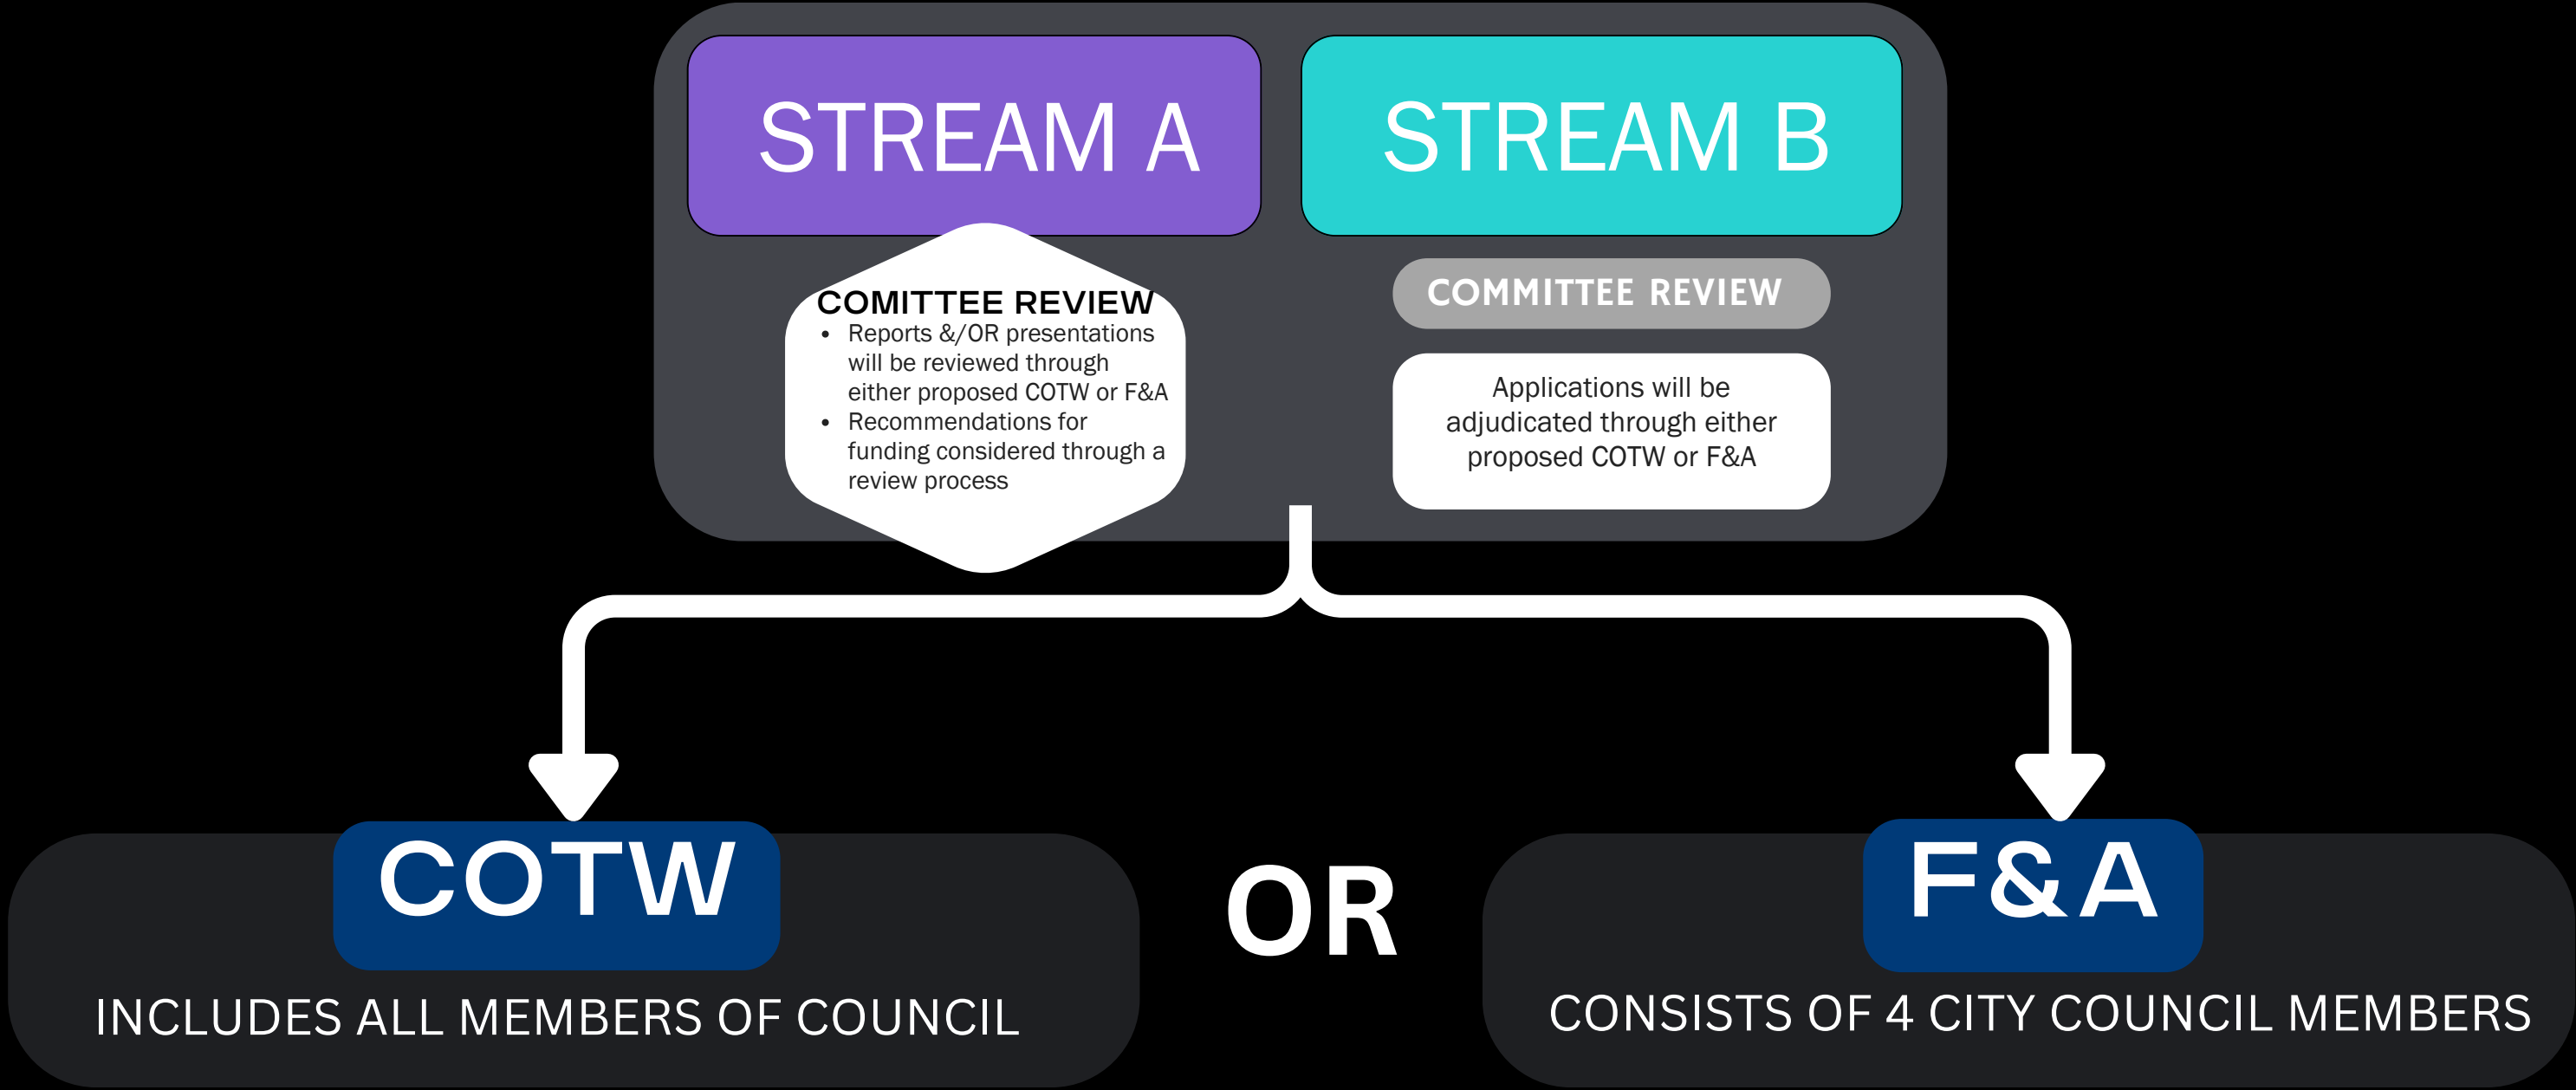 STREAM A
STREAM B
COMITTEE REVIEW
• Reports &/OR presentations
will be reviewed through
either proposed COTW or F&A
• Recommendations for
funding considered through a
review process
COMMITTEE REVIEW
Applications will be
adjudicated through either
proposed COTW or F&A
COTW
INCLUDES ALL MEMBERS OF COUNCIL
OR
F&A
CONSISTS OF 4 CITY COUNCIL MEMBERS